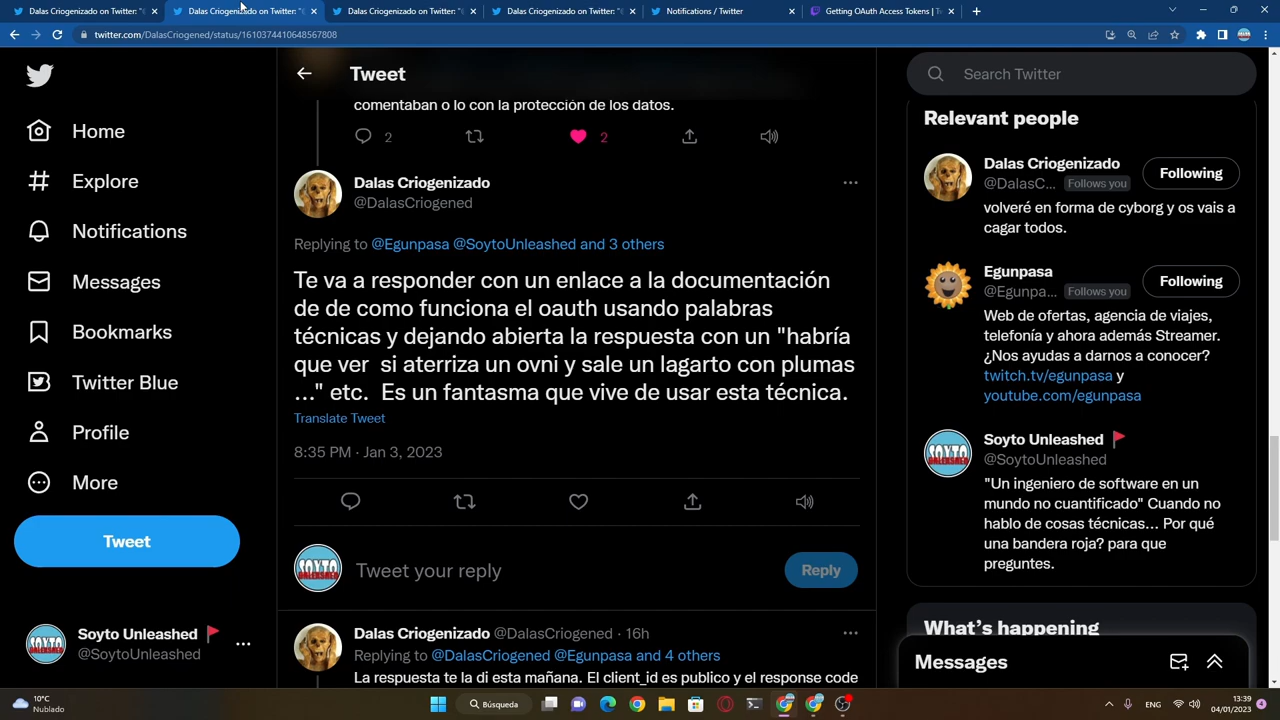 Dalas Criogenizado on Twitter: "
Dalas Criogenizado on Twitter: "
Dalas Criogenizado on Twitter: "
Dalas Criogenizado on Twitter: "
Notifications / Twitter
Getting OAuth Access Tokens | T
twitter.com/DalasCriogened/status/1610374410648567808
Home
Explore
Notifications
Messages
Bookmarks
Twitter Blue
Profile
More
Tweet
Soyto Unleashed
@SoytoUnleashed
Tweet
comentaban o lo con la protección de los datos.
2
2
Dalas Criogenizado
@DalasCriogened
Replying to @Egunpasa @SoytoUnleashed and 3 others
Te va a responder con un enlace a la documentación
de de como funciona el oauth usando palabras
técnicas y dejando abierta la respuesta con un "habría
que ver si aterriza un ovni y sale un lagarto con plumas
..." etc. Es un fantasma que vive de usar esta técnica.
Translate Tweet
8:35 PM · Jan 3, 2023
SOYTO
UNLEASHED
Tweet your reply
Reply
Dalas Criogenizado @DalasCriogened · 16h
Replying to @DalasCriogened @Egunpasa and 4 others
La respuesta te la di esta mañana. El client_id es publico y el response code
Search Twitter
Relevant people
Dalas Criogenizado
@DalasC... Follows you
Following
volveré en forma de cyborg y os vais a
cagar todos.
Egunpasa
@Egunpa... Follows you
Following
Web de ofertas, agencia de viajes,
telefonía y ahora además Streamer.
¿Nos ayudas a darnos a conocer?
twitch.tv/egunpasa y
youtube.com/egunpasa
Soyto Unleashed
@SoytoUnleashed
"Un ingeniero de software en un
mundo no cuantificado" Cuando no
hablo de cosas técnicas... Por qué
una bandera roja? para que
preguntes.
What's happening
Messages
10°C
Nublado
Búsqueda
ENG
13:39
04/01/2023